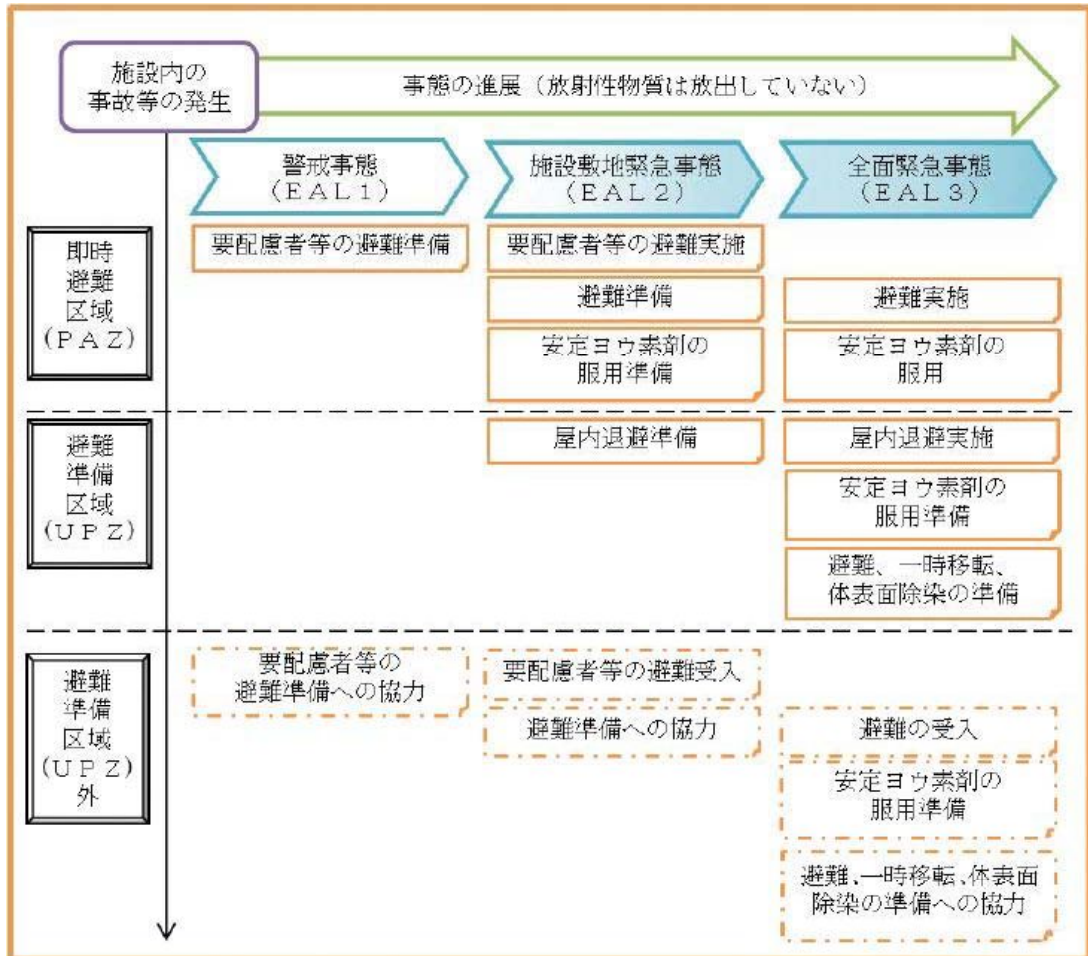 施設内の
事故等の発生
事態の進展（放射性物質は放出していない）
警戒事態
（ＥＡＬ１）
施設敷地緊急事態
（ＥＡＬ２）
全面緊急事態
（ＥＡＬ３）
即時
避難
区域
（ＰＡＺ）
要配慮者等の避難準備
要配慮者等の避難実施
避難準備
避難実施
安定ヨウ素剤の
服用準備
安定ヨウ素剤の
服用
避難
準備
区域
（ＵＰＺ）
屋内退避準備
屋内退避実施
安定ヨウ素剤の
服用準備
避難、一時移転、
体表面除染の準備
避難
準備
区域
（ＵＰＺ）
外
要配慮者等の
避難準備への協力
要配慮者等の避難受入
避難準備への協力
避難の受入
安定ヨウ素剤の
服用準備
避難、一時移転、体表面
除染の準備への協力